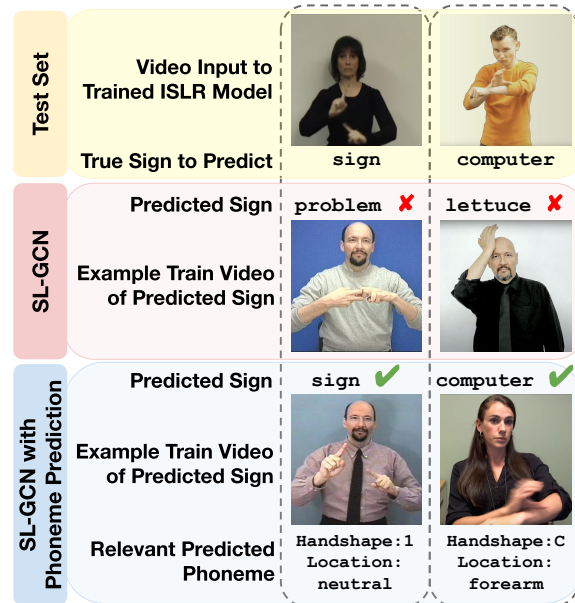 Test Set
Video Input to
Trained ISLR Model
True Sign to Predict
sign
computer
SL-GCN
Predicted Sign
problem ✘
lettuce ✘
Example Train Video
of Predicted Sign
SL-GCN with
Phoneme Prediction
Predicted Sign
sign ✔
computer ✔
Example Train Video
of Predicted Sign
Relevant Predicted
Phoneme
Handshape:1
Location:
neutral
Handshape:C
Location:
forearm